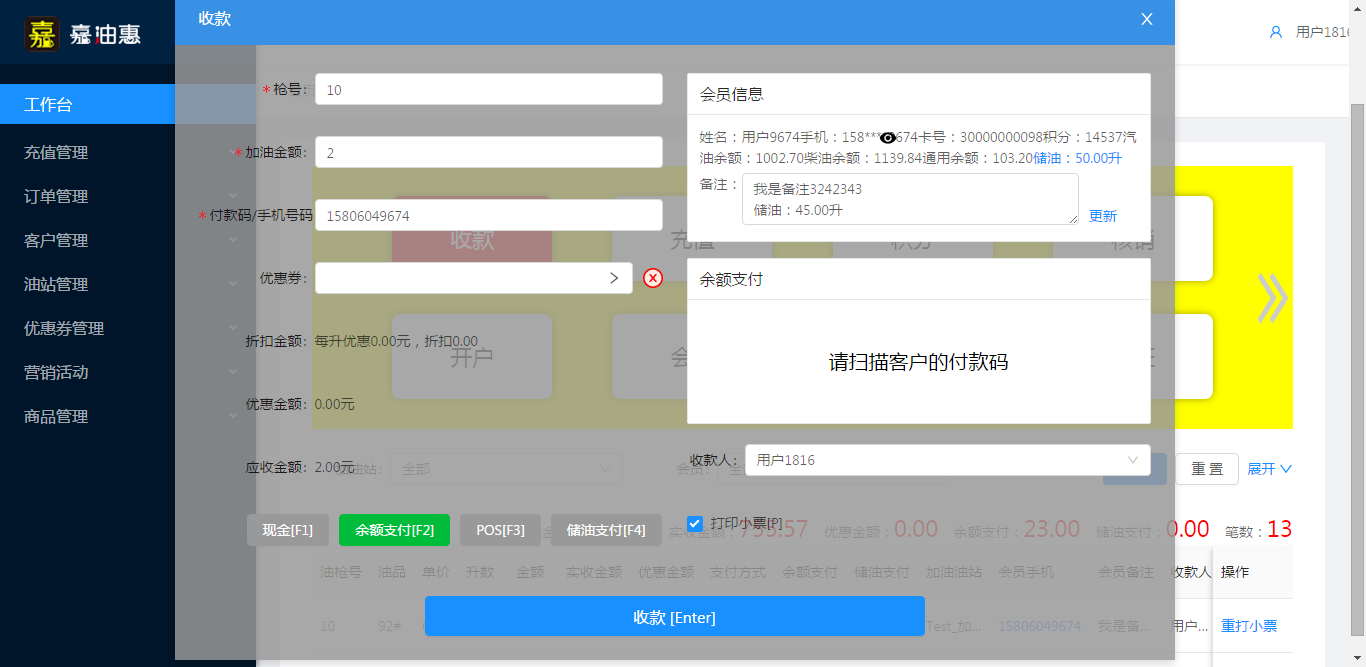 嘉 嘉油惠
收款
X
用户181
工作台
充值管理
订单管理
客户管理
油站管理
优惠券管理
营销活动
商品管理
*枪号: 10
*加油金额: 2
*付款码/手机号码 15806049674
优惠券:
折扣金额: 每升优惠0.00元，折扣0.00
优惠金额: 0.00元
应收金额: 2.00元
现金[F1] 余额支付[F2] POS[F3] 储油支付[F4]
会员信息
姓名：用户9674手机：158*** 674卡号：30000000098积分：14537汽
油余额：1002.70柴油余额：1139.84通用余额：103.20储油：50.00升
备注： 我是备注3242343
储油：45.00升
更新
余额支付
请扫描客户的付款码
收款人: 用户1816
打印小票[P]
收款 [Enter]
收款 充值 积分 核销
开户
油站: 全部 会员:
重 置 展开
实收金额：793.57 优惠金额：0.00 余额支付：23.00 储油支付：0.00 笔数：13
油枪号 油品 单价 升数 金额 实收金额 优惠金额 支付方式 余额支付 储油支付 加油油站 会员手机 会员备注 收款人 操作
10 92# Test_加... 15806049674 我是备... 用户... 重打小票